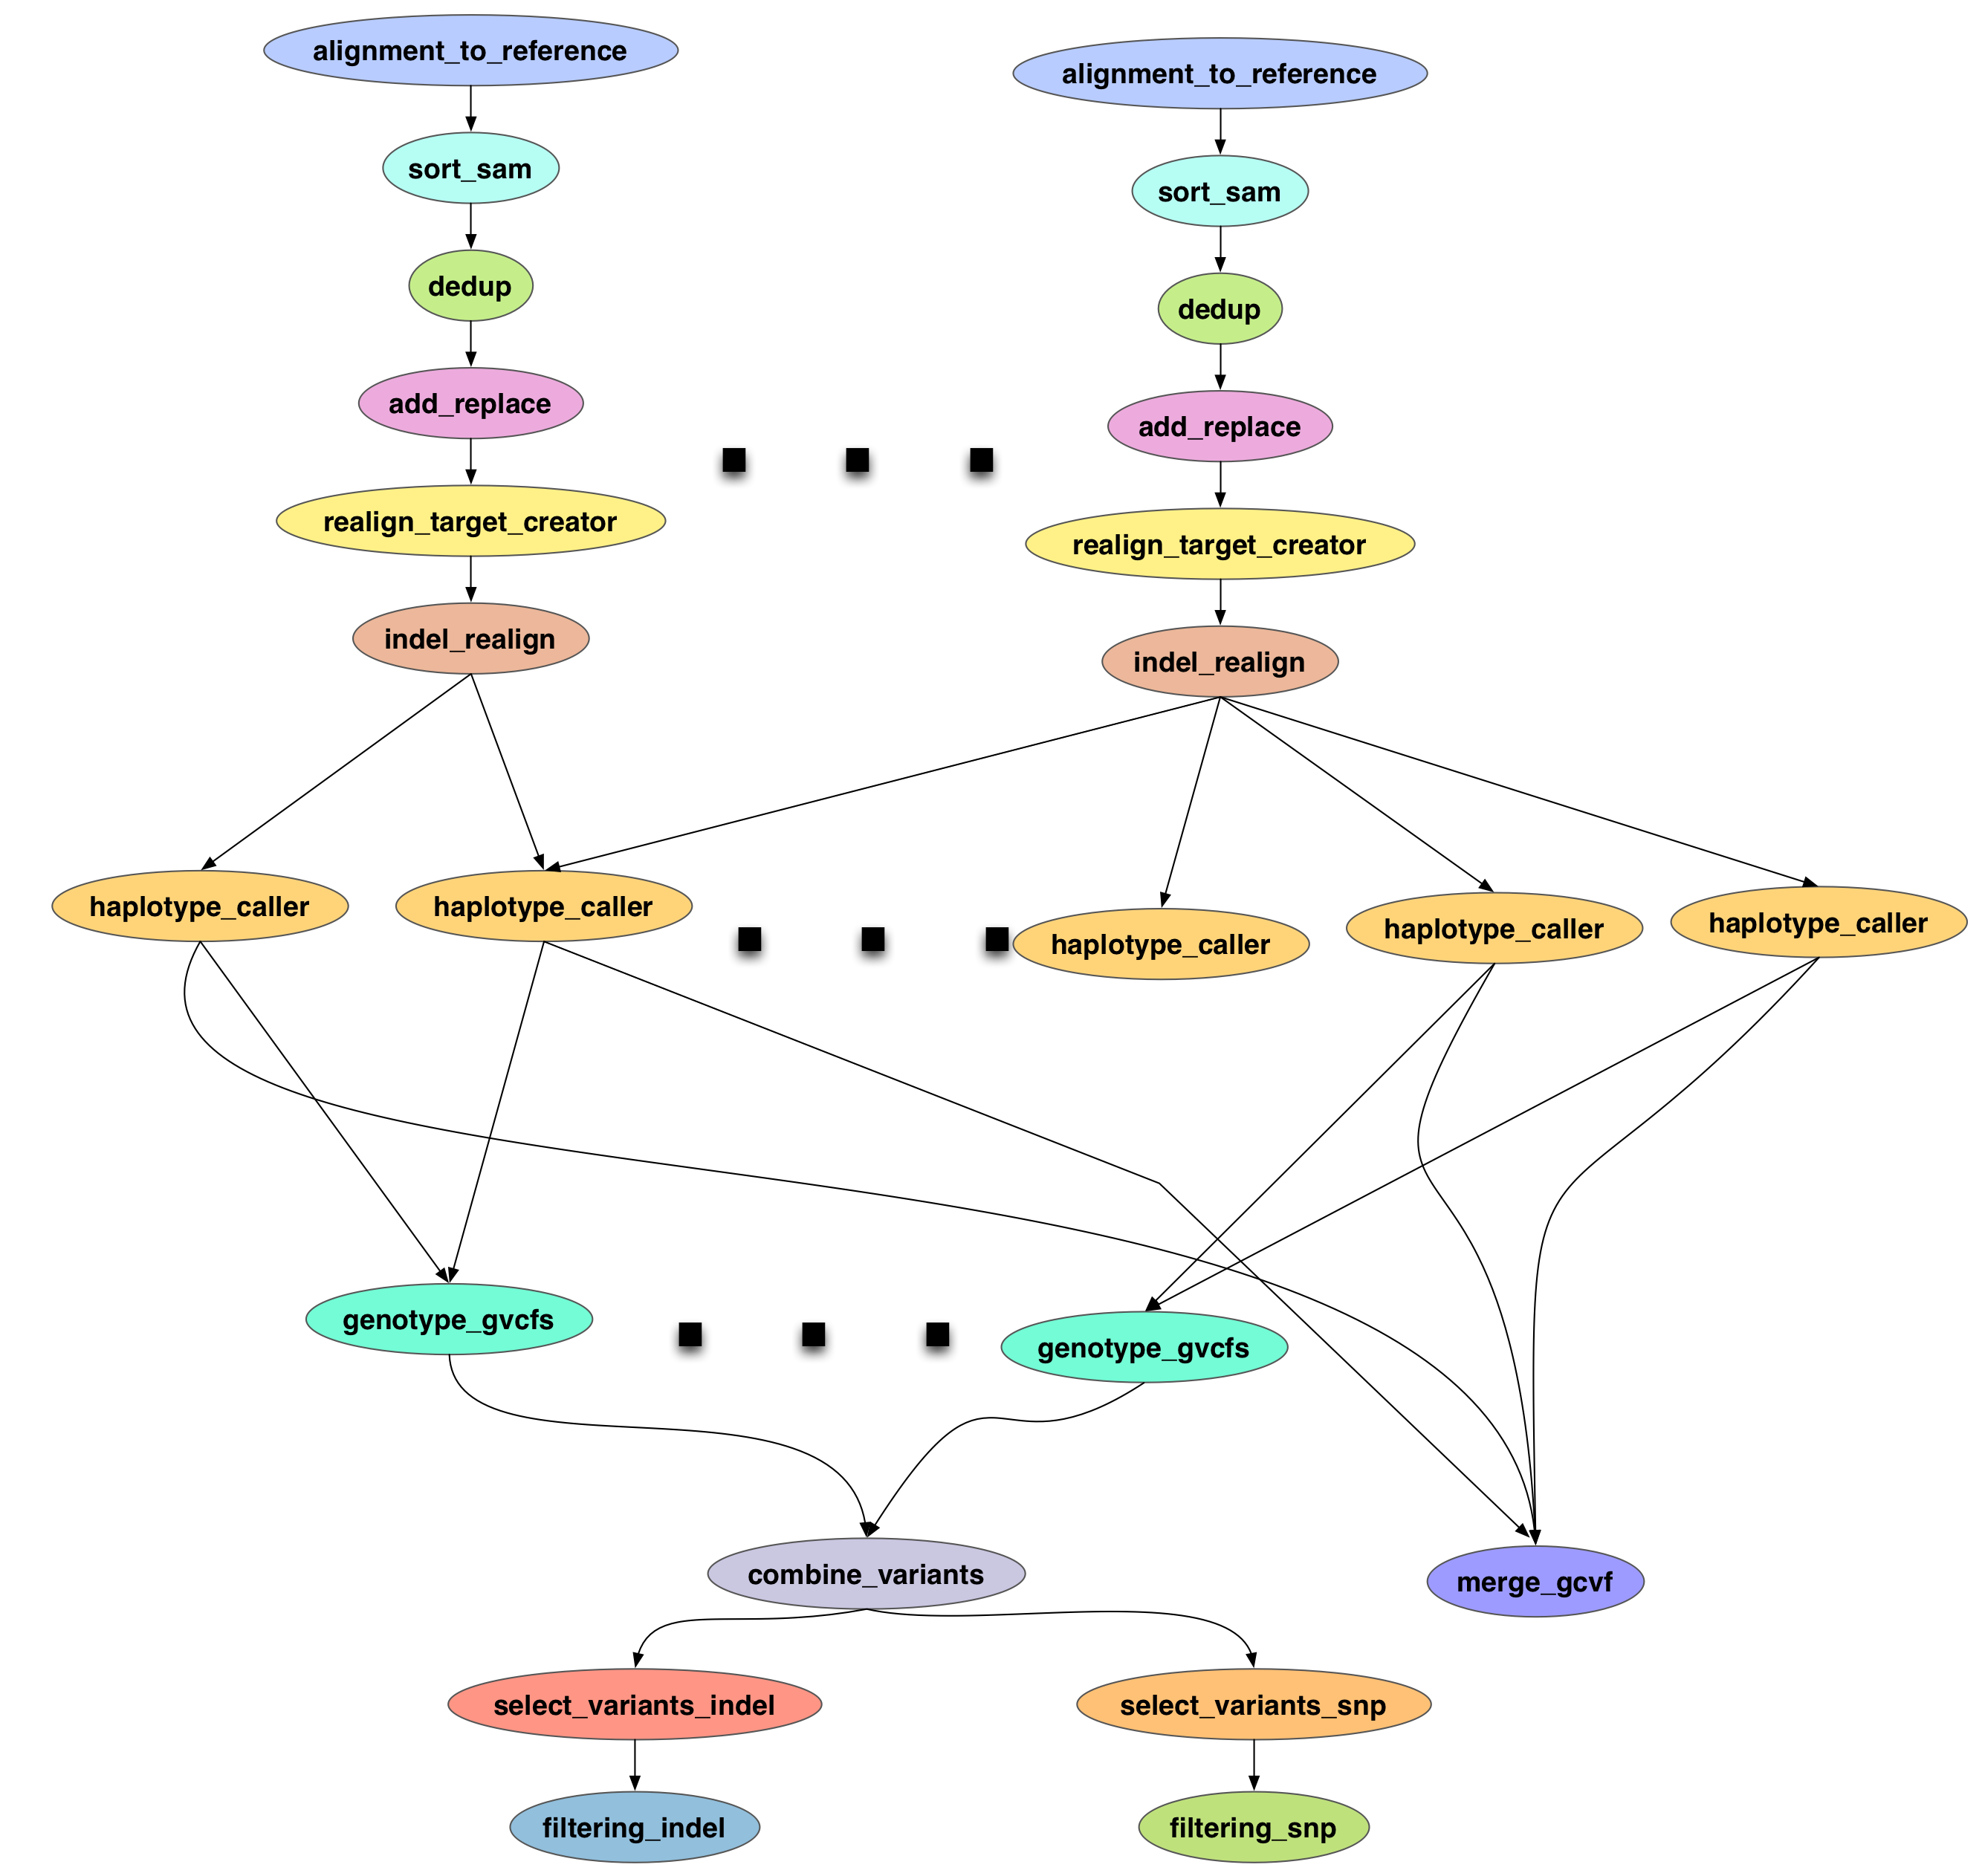 alignment_to_reference
alignment_to_reference
sort_sam
sort_sam
dedup
dedup
add_replace
add_replace
realign_target_creator
realign_target_creator
indel_realign
indel_realign
haplotype_caller
haplotype_caller
haplotype_caller
haplotype_caller
haplotype_caller
genotype_gvcfs
genotype_gvcfs
combine_variants
merge_gcvf
select_variants_indel
select_variants_snp
filtering_indel
filtering_snp